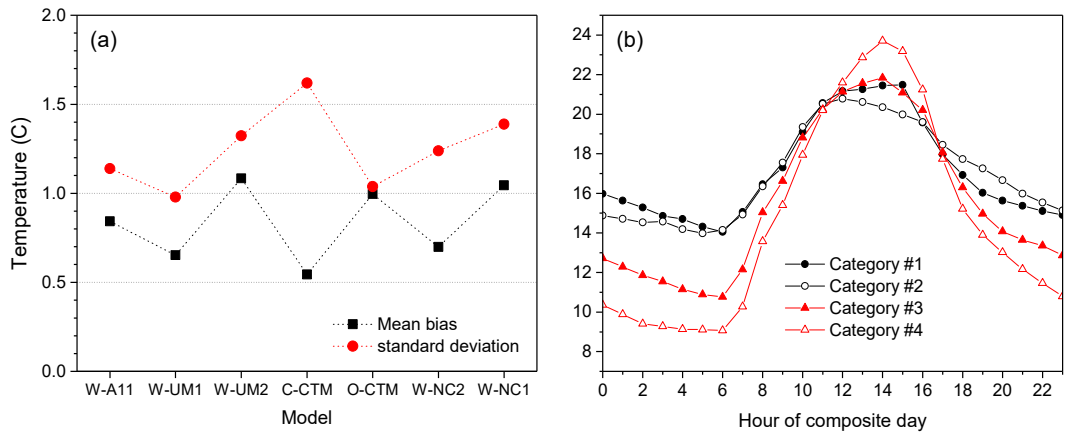 (a)
Temperature (C)
2.0
1.5
1.0
0.5
0.0
Mean bias
standard deviation
W-A11 W-UM1 W-UM2 C-CTM O-CTM W-NC2 W-NC1
Model
(b)
24
22
20
18
16
14
12
10
8
Category #1
Category #2
Category #3
Category #4
0 2 4 6 8 10 12 14 16 18 20 22
Hour of composite day